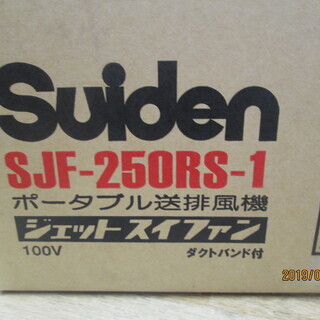 Suiden
SJF-250RS-1
ポータブル送排風機
ジェットスイファン
100V ダクトバンド付